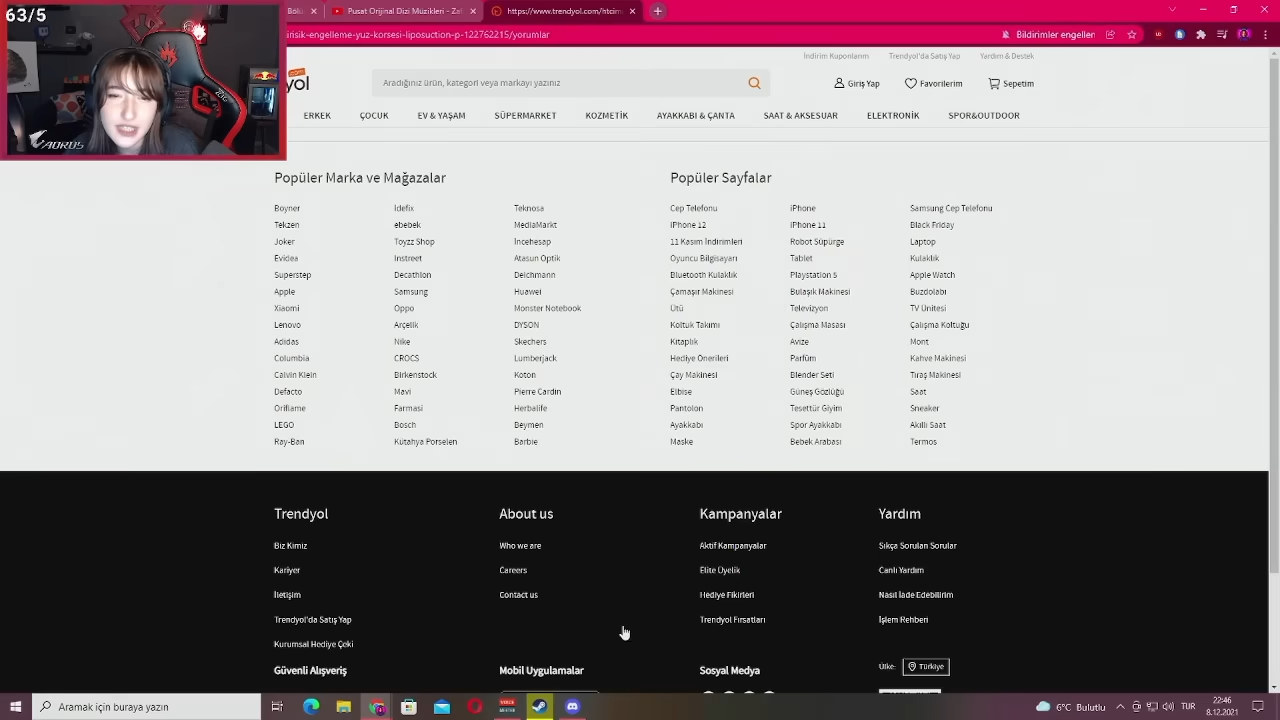 63/5
Pusat Orijinal Dizi Müzikleri -
https://www.trendyol.com/htcim
irisik-engelleme-yuz-korsesi-liposuction-p-122762215/yorumlar
Bildirimler engellen
İndirim Kuponlarım Trendyol'da Satış Yap Yardım & Destek
yol
.com
Aradığınız ürün, kategori veya markayı yazınız
Giriş Yap Favorilerim Sepetim
ERKEK ÇOCUK EV & YAŞAM SÜPERMARKET KOZMETİK AYAKKABI & ÇANTA SAAT & AKSESUAR ELEKTRONİK SPOR&OUTDOOR
AORUS
Popüler Marka ve Mağazalar Popüler Sayfalar
Boyner İdefix Teknosa Cep Telefonu iPhone Samsung Cep Telefonu
Tekzen ebebek MediaMarkt iPhone 12 iPhone 11 Black Friday
Joker Toyzz Shop İncehesap 11 Kasım İndirimleri Robot Süpürge Laptop
Evidea Instreet Atasun Optik Oyuncu Bilgisayarı Tablet Kulaklık
Superstep Decathlon Deichmann Bluetooth Kulaklık Playstation 5 Apple Watch
Apple Samsung Huawei Çamaşır Makinesi Bulaşık Makinesi Buzdolabı
Xiaomi Oppo Monster Notebook Ütü Televizyon TV Ünitesi
Lenovo Arçelik DYSON Koltuk Takımı Çalışma Masası Çalışma Koltuğu
Adidas Nike Skechers Kitaplık Avize Mont
Columbia CROCS Lumberjack Hediye Önerileri Parfüm Kahve Makinesi
Calvin Klein Birkenstock Koton Çay Makinesi Blender Seti Tıraş Makinesi
Defacto Mavi Pierre Cardin Elbise Güneş Gözlüğü Saat
Oriflame Farmasi Herbalife Pantolon Tesettür Giyim Sneaker
LEGO Bosch Beymen Ayakkabı Spor Ayakkabı Akıllı Saat
Ray-Ban Kütahya Porselen Barbie Maske Bebek Arabası Termos
Trendyol About us Kampanyalar Yardım
Biz Kimiz Who we are Aktif Kampanyalar Sıkça Sorulan Sorular
Kariyer Careers Elite Üyelik Canlı Yardım
İletişim Contact us Hediye Fikirleri Nasıl İade Edebilirim
Trendyol'da Satış Yap Trendyol Fırsatları İşlem Rehberi
Kurumsal Hediye Çeki
Güvenli Alışveriş Mobil Uygulamalar Sosyal Medya Ülke: Türkiye
Aramak için buraya yazın
6°C Bulutlu TUR 22:46
8.12.2021